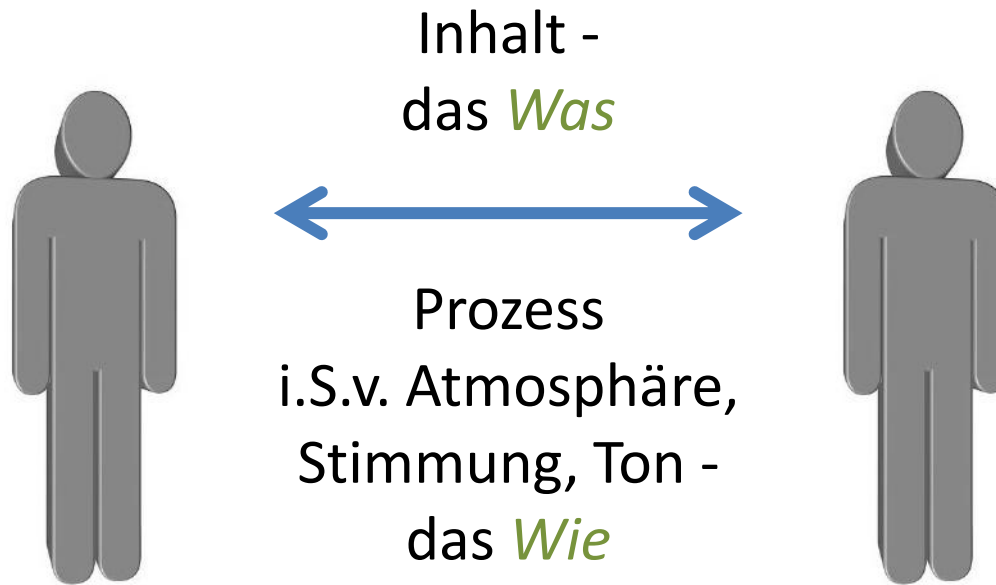 Inhalt -
das Was
Prozess
i.S.v. Atmosphäre,
Stimmung, Ton -
das Wie